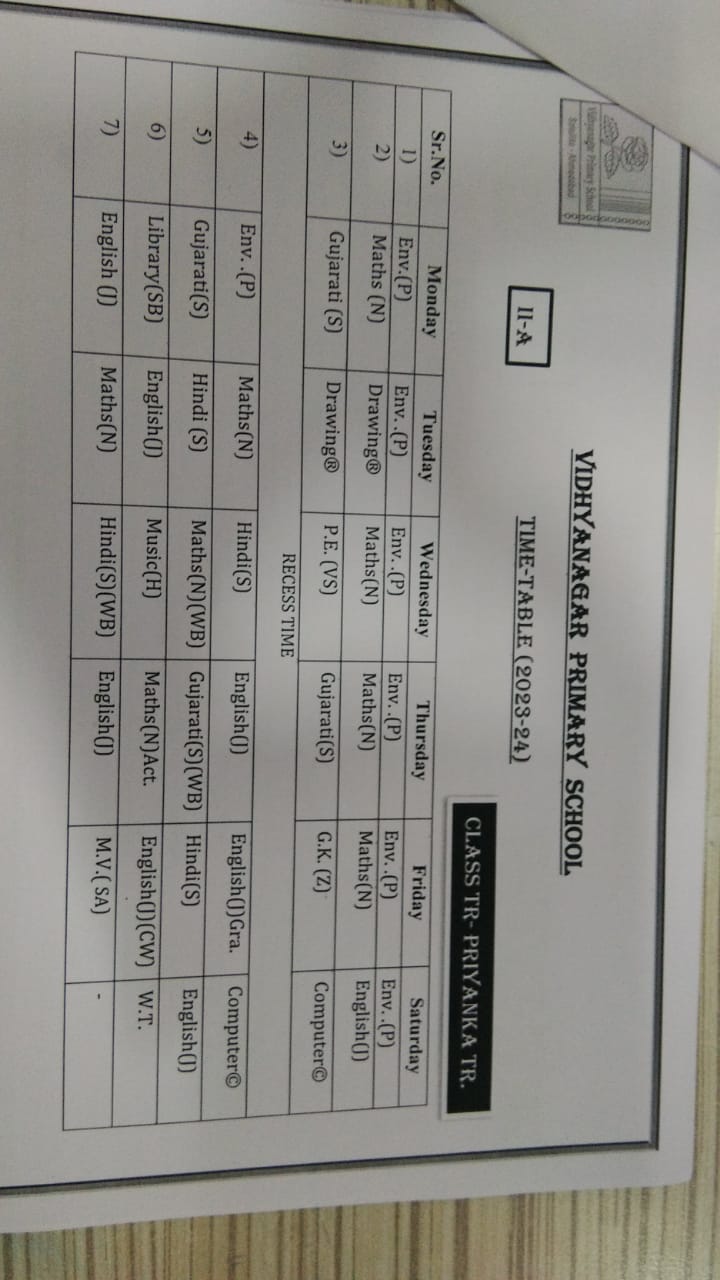 Vidhyanagar Primary School
Satellite - Ahmedabad
VIDHYANAGAR PRIMARY SCHOOL
II-A
TIME-TABLE (2023-24)
CLASS TR- PRIYANKA TR.
Sr.No. Monday Tuesday Wednesday Thursday Friday Saturday
1) Env.(P) Env. .(P) Env. .(P) Env. .(P) Env. .(P) Env. .(P)
2) Maths (N) Drawing® Maths(N) Maths(N) Maths(N) English(J)
3) Gujarati (S) Drawing® P.E. (VS) Gujarati(S) G.K. (Z) Computer©
RECESS TIME
4) Env. .(P) Maths(N) Hindi(S) English(J) English(J)Gra. Computer©
5) Gujarati(S) Hindi (S) Maths(N)(WB) Gujarati(S)(WB) Hindi(S) English(J)
6) Library(SB) English(J) Music(H) Maths(N)Act. English(J)(CW) W.T.
7) English (J) Maths(N) Hindi(S)(WB) English(J) M.V.( SA) -